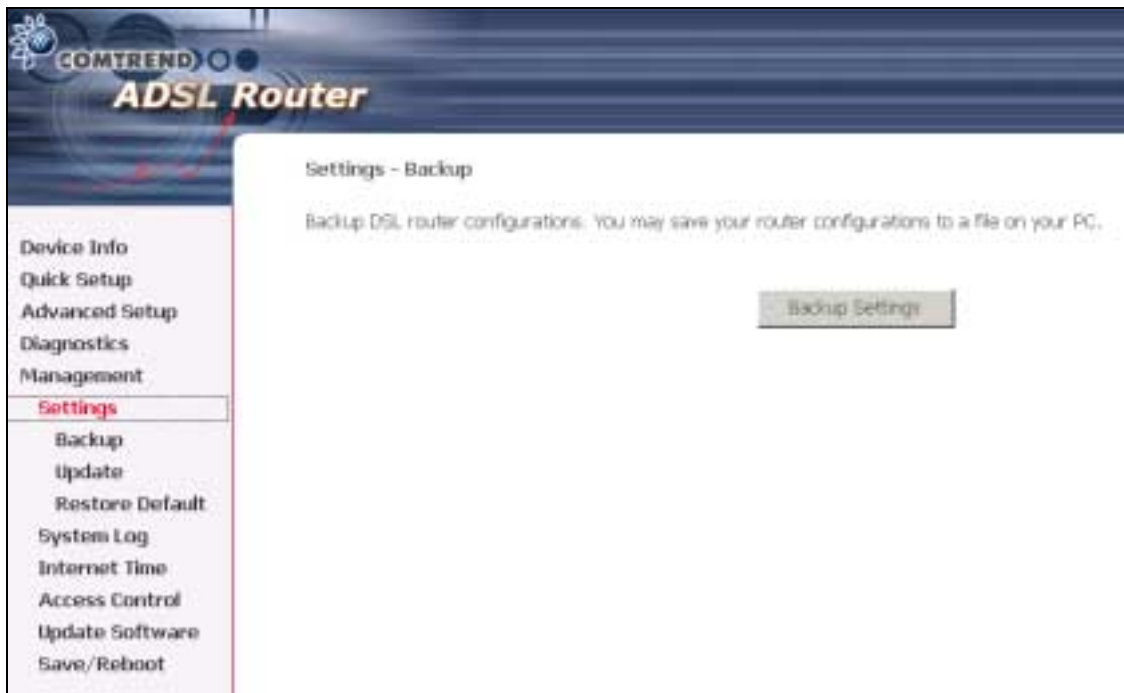 COMTREND
ADSL Router
Settings - Backup
Backup DSL router configurations. You may save your router configurations to a file on your PC.
Backup Settings
Device Info
Quick Setup
Advanced Setup
Diagnostics
Management
Settings
Backup
Update
Restore Default
System Log
Internet Time
Access Control
Update Software
Save/Reboot